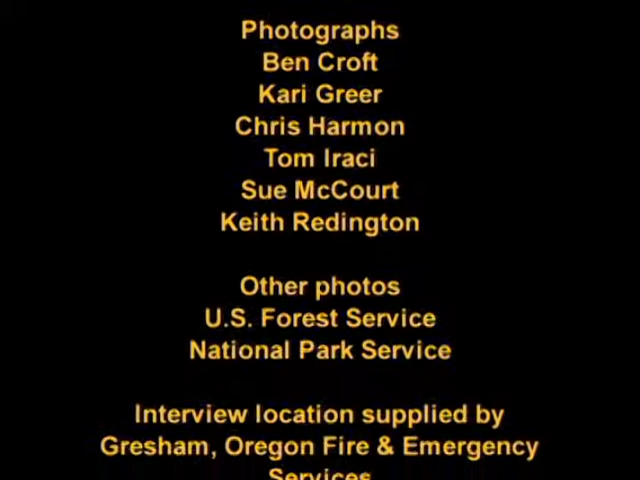 Photographs
Ben Croft
Kari Greer
Chris Harmon
Tom Iraci
Sue McCourt
Keith Redington
Other photos
U.S. Forest Service
National Park Service
Interview location supplied by
Gresham, Oregon Fire & Emergency
Services